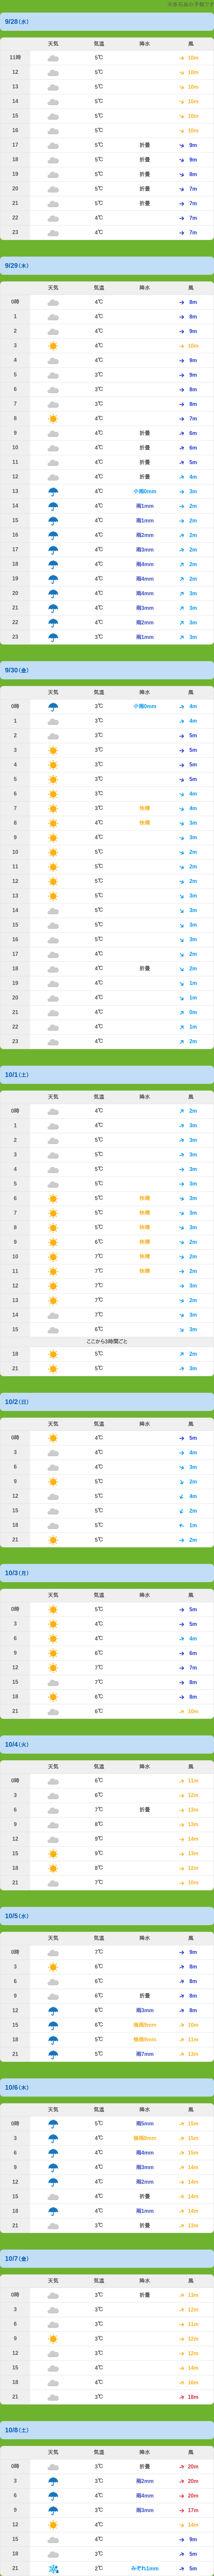 ※永石岳の予報です
9/28(水)
天気 気温 降水 風
11時 5℃ 10m
12 5℃ 10m
13 5℃ 10m
14 5℃ 10m
15 5℃ 10m
16 5℃ 10m
17 5℃ 折畳 9m
18 5℃ 折畳 9m
19 5℃ 折畳 8m
20 5℃ 折畳 7m
21 5℃ 折畳 7m
22 4℃ 7m
23 4℃ 7m
9/29(木)
天気 気温 降水 風
0時 4℃ 8m
1 4℃ 8m
2 4℃ 9m
3 4℃ 10m
4 4℃ 9m
5 3℃ 9m
6 3℃ 8m
7 3℃ 8m
8 4℃ 7m
9 4℃ 折畳 6m
10 4℃ 折畳 6m
11 4℃ 折畳 5m
12 4℃ 折畳 4m
13 4℃ 小雨0mm 3m
14 4℃ 雨1mm 2m
15 4℃ 雨1mm 2m
16 4℃ 雨2mm 2m
17 4℃ 雨3mm 2m
18 4℃ 雨4mm 2m
19 4℃ 雨4mm 2m
20 4℃ 雨4mm 3m
21 4℃ 雨3mm 3m
22 3℃ 雨2mm 3m
23 3℃ 雨1mm 3m
9/30(金)
天気 気温 降水 風
0時 3℃ 小雨0mm 4m
1 3℃ 4m
2 3℃ 5m
3 3℃ 5m
4 3℃ 5m
5 3℃ 5m
6 3℃ 4m
7 3℃ 快晴 4m
8 4℃ 快晴 3m
9 4℃ 3m
10 5℃ 2m
11 5℃ 2m
12 5℃ 2m
13 5℃ 3m
14 5℃ 3m
15 5℃ 3m
16 5℃ 3m
17 4℃ 2m
18 4℃ 折畳 2m
19 4℃ 1m
20 4℃ 1m
21 4℃ 0m
22 4℃ 1m
23 4℃ 2m
10/1(土)
天気 気温 降水 風
0時 4℃ 2m
1 4℃ 3m
2 5℃ 3m
3 5℃ 3m
4 5℃ 3m
5 5℃ 3m
6 5℃ 快晴 3m
7 5℃ 快晴 3m
8 5℃ 快晴 3m
9 6℃ 快晴 2m
10 7℃ 快晴 2m
11 7℃ 快晴 2m
12 7℃ 3m
13 7℃ 2m
14 7℃ 3m
15 6℃ 3m
ここから3時間ごと
18 5℃ 2m
21 5℃ 3m
10/2(日)
天気 気温 降水 風
0時 4℃ 5m
3 4℃ 4m
6 4℃ 3m
9 5℃ 2m
12 5℃ 4m
15 5℃ 2m
18 5℃ 1m
21 5℃ 2m
10/3(月)
天気 気温 降水 風
0時 5℃ 5m
3 4℃ 5m
6 4℃ 4m
9 6℃ 6m
12 7℃ 7m
15 7℃ 8m
18 6℃ 8m
21 6℃ 10m
10/4(火)
天気 気温 降水 風
0時 6℃ 11m
3 6℃ 12m
6 7℃ 折畳 13m
9 8℃ 13m
12 9℃ 14m
15 9℃ 13m
18 8℃ 12m
21 7℃ 10m
10/5(水)
天気 気温 降水 風
0時 7℃ 9m
3 6℃ 8m
6 6℃ 8m
9 6℃ 折畳 8m
12 6℃ 雨3mm 8m
15 6℃ 強雨9mm 10m
18 5℃ 強雨9mm 11m
21 5℃ 雨7mm 13m
10/6(木)
天気 気温 降水 風
0時 5℃ 雨5mm 15m
3 4℃ 15m
6 4℃ 雨4mm 15m
9 4℃ 雨3mm 14m
12 4℃ 雨2mm 14m
15 4℃ 折畳 14m
18 4℃ 雨1mm 14m
21 3℃ 折畳 13m
10/7(金)
天気 気温 降水 風
0時 3℃ 折畳 13m
3 3℃ 12m
6 3℃ 11m
9 3℃ 12m
12 3℃ 12m
15 4℃ 14m
18 4℃ 16m
21 3℃ 18m
10/8(土)
天気 気温 降水 風
0時 3℃ 折畳 20m
3 3℃ 雨2mm 20m
6 4℃ 雨4mm 20m
9 3℃ 雨3mm 17m
12 4℃ 14m
15 4℃ 9m
18 3℃ 5m
21 2℃ みぞれ1mm 5m